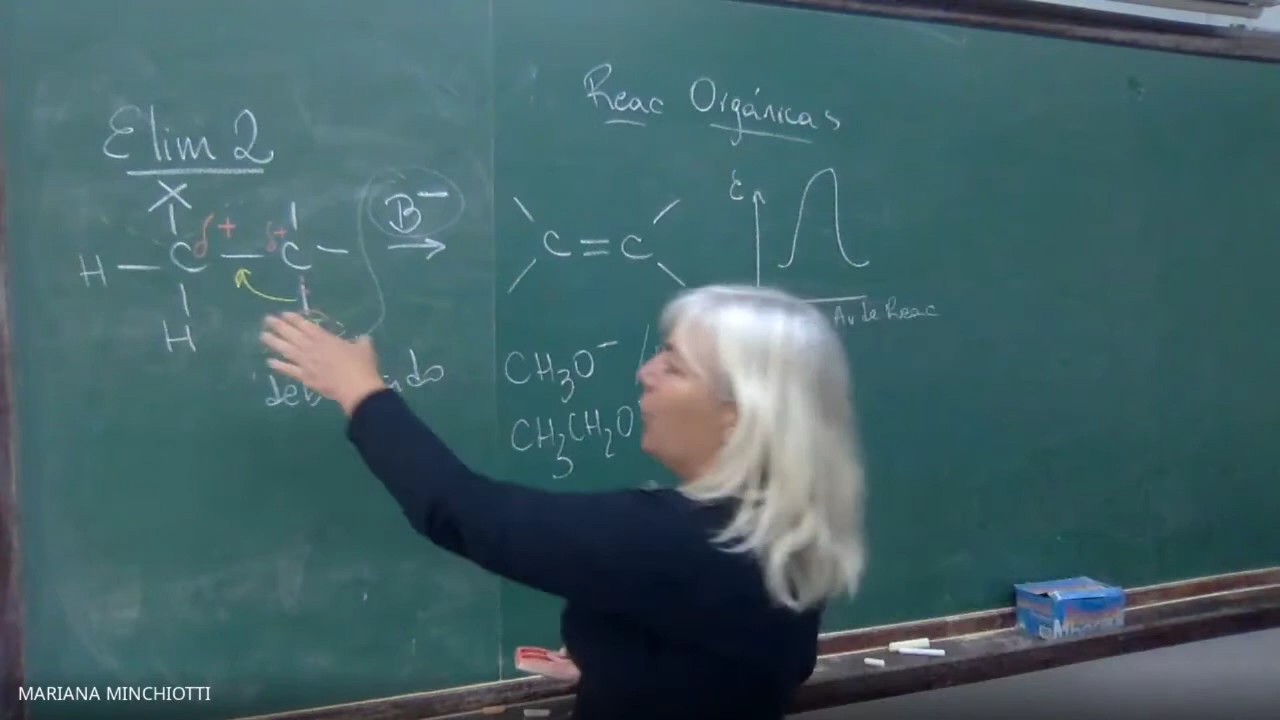 Reac Orgánicas
Elim 2
X
δ+ δ+
H — C — C —
H
B⁻
→
C = C
ε
Av de Reac
CH₃O⁻
CH₃CH₂O
MARIANA MINCHIOTTI